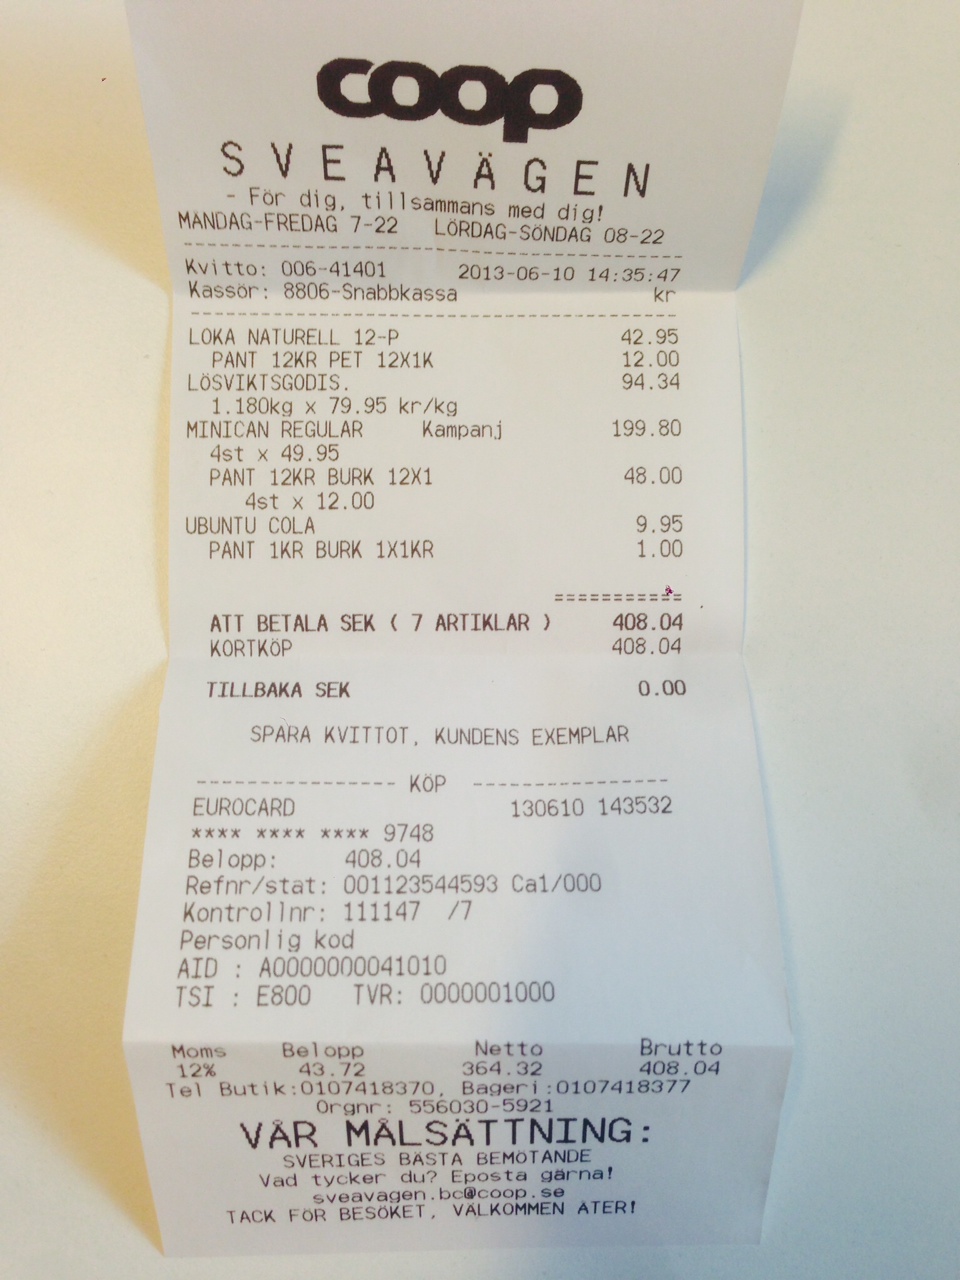 coop
SVEAVÄGEN
- För dig, tillsammans med dig!
MÅNDAG-FREDAG 7-22 LÖRDAG-SÖNDAG 08-22
Kvitto: 006-41401 2013-06-10 14:35:47
Kassör: 8806-Snabbkassa kr
LOKA NATURELL 12-P 42.95
PANT 12KR PET 12X1K 12.00
LÖSVIKTSGODIS. 94.34
1.180kg x 79.95 kr/kg
MINICAN REGULAR Kampanj 199.80
4st x 49.95
PANT 12KR BURK 12X1 48.00
4st x 12.00
UBUNTU COLA 9.95
PANT 1KR BURK 1X1KR 1.00
===========
ATT BETALA SEK ( 7 ARTIKLAR ) 408.04
KORTKÖP 408.04
TILLBAKA SEK 0.00
SPARA KVITTOT, KUNDENS EXEMPLAR
---------------- KÖP ----------------
EUROCARD 130610 143532
**** **** **** 9748
Belopp: 408.04
Refnr/stat: 001123544593 Ca1/000
Kontrollnr: 111147 /7
Personlig kod
AID : A0000000041010
TSI : E800 TVR: 0000001000
Moms Belopp Netto Brutto
12% 43.72 364.32 408.04
Tel Butik:0107418370, Bageri:0107418377
Orgnr: 556030-5921
VÅR MÅLSÄTTNING:
SVERIGES BÄSTA BEMÖTANDE
Vad tycker du? Eposta gärna!
sveavagen.bc@coop.se
TACK FÖR BESÖKET, VÄLKOMMEN ÅTER!